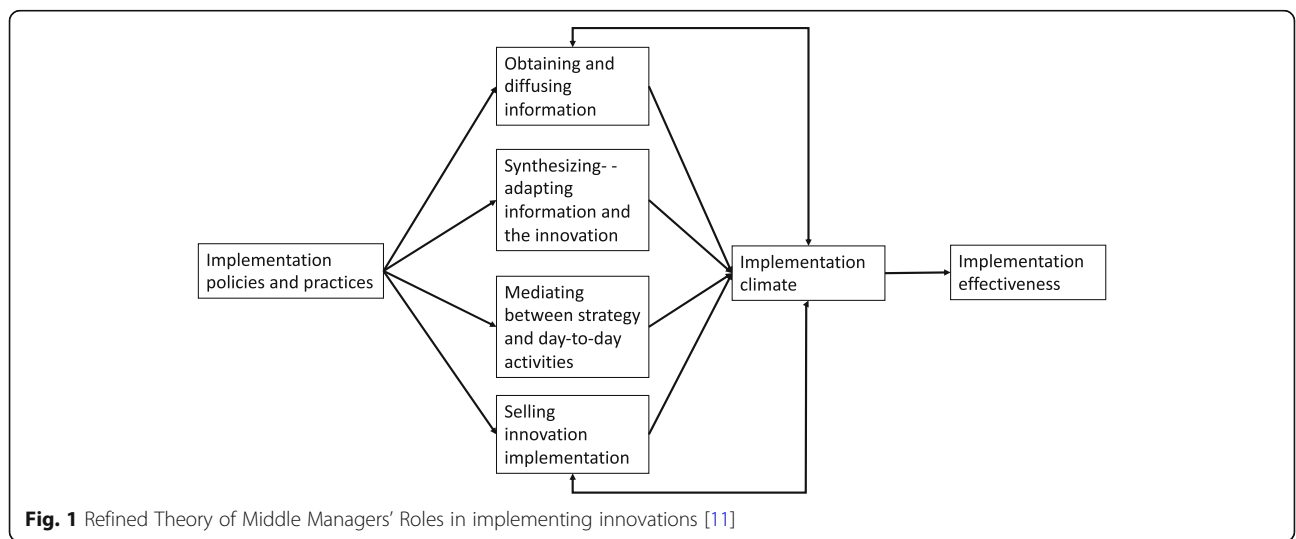 Obtaining and
diffusing
information
Synthesizing- -
adapting
information and
the innovation
Implementation
policies and practices
Mediating
between strategy
and day-to-day
activities
Selling
innovation
implementation
Implementation
climate
Implementation
effectiveness
Fig. 1 Refined Theory of Middle Managers’ Roles in implementing innovations [11]